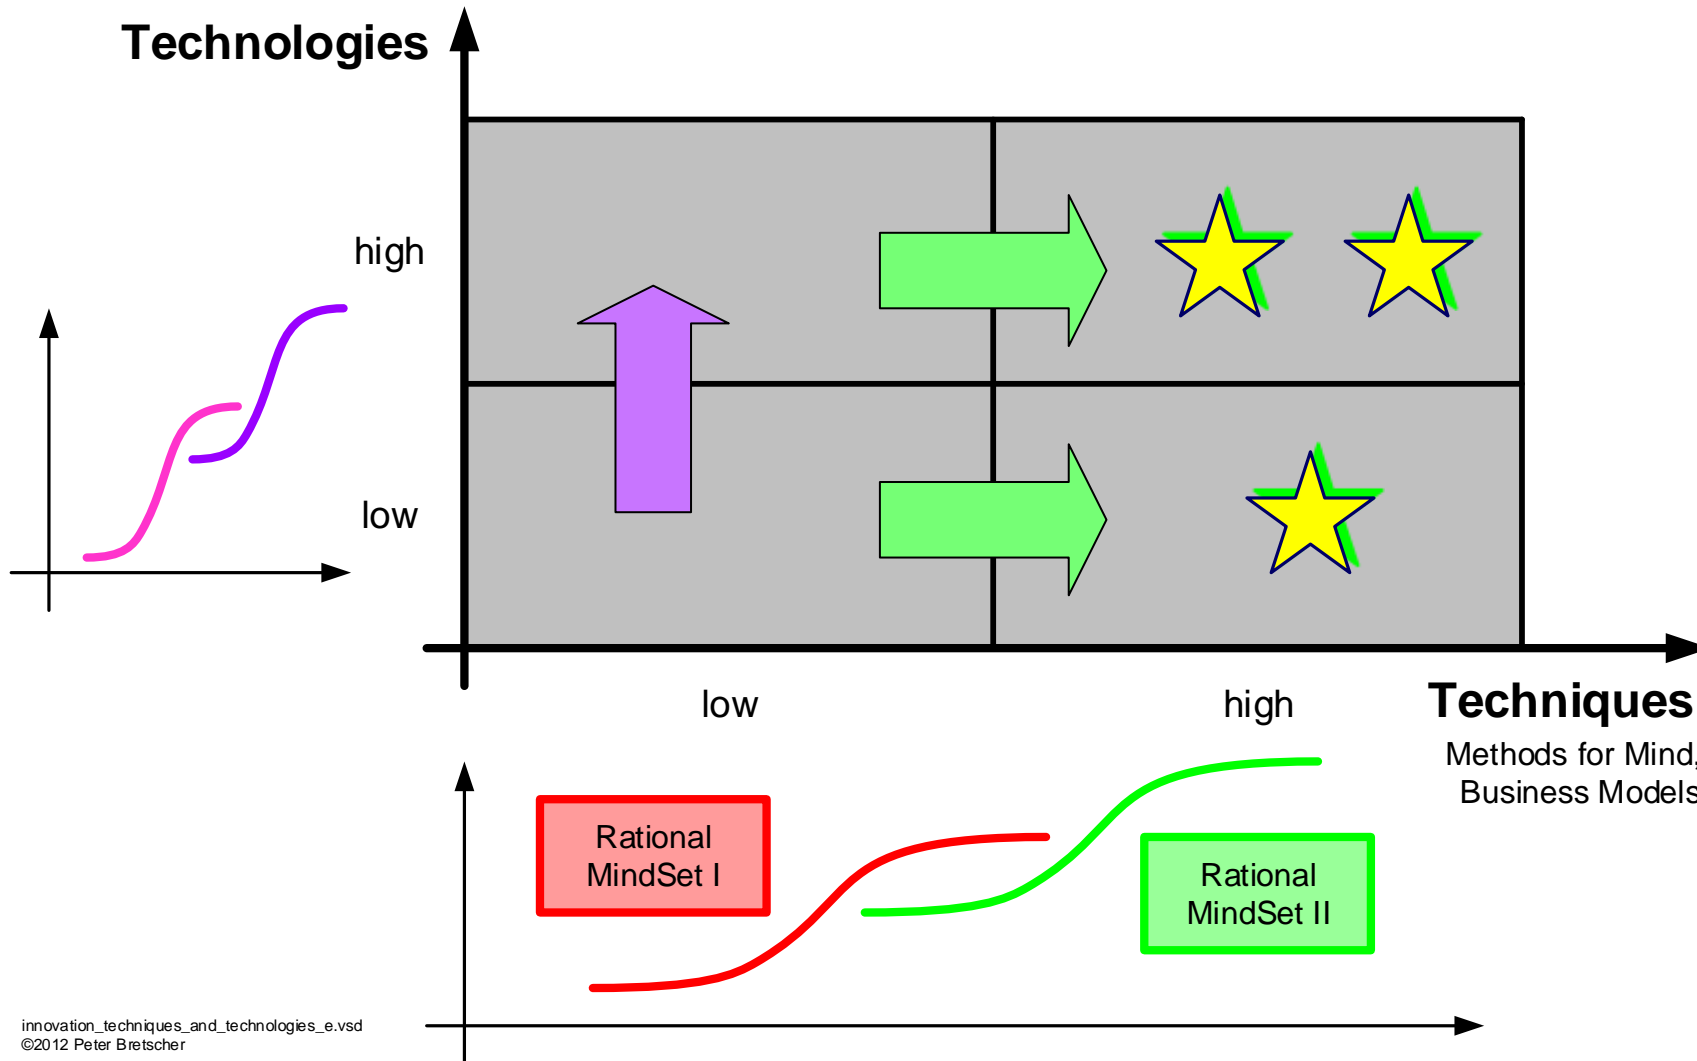 Technologies
high
low
low
high
Techniques
Methods for Mind,
Business Models
Rational
MindSet I
Rational
MindSet II
innovation_techniques_and_technologies_e.vsd
©2012 Peter Bretscher